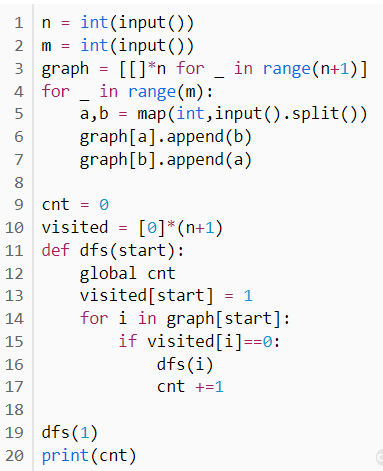 1 n = int(input())
2 m = int(input())
3 graph = [[]*n for _ in range(n+1)]
4 for _ in range(m):
5     a,b = map(int,input().split())
6     graph[a].append(b)
7     graph[b].append(a)
8
9 cnt = 0
10 visited = [0]*(n+1)
11 def dfs(start):
12     global cnt
13     visited[start] = 1
14     for i in graph[start]:
15         if visited[i]==0:
16             dfs(i)
17             cnt +=1
18
19 dfs(1)
20 print(cnt)